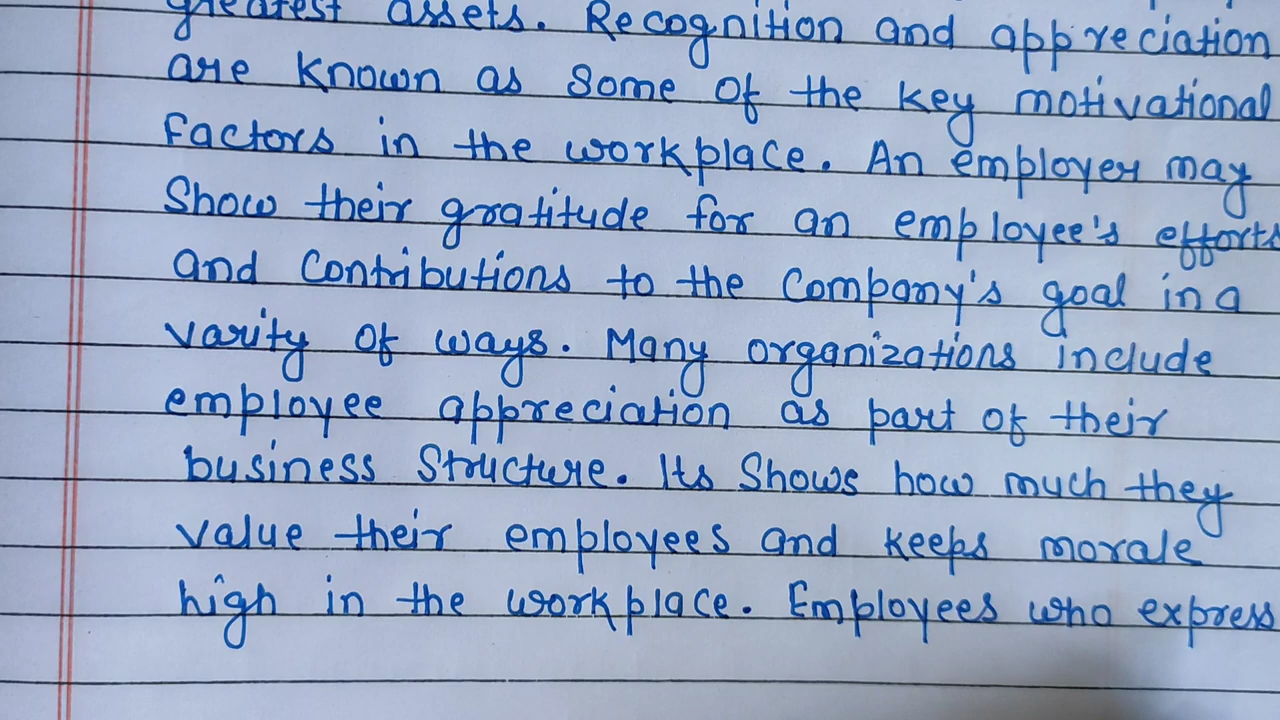 greatest assets. Recognition and appreciation
are known as some of the key motivational
factors in the workplace. An employer may
Show their gratitude for an employee's efforts
and contributions to the company's goal in a
varity of ways. Many organizations include
employee appreciation as part of their
business structure. Its shows how much they
value their employees and keeps morale
high in the workplace. Employees who express